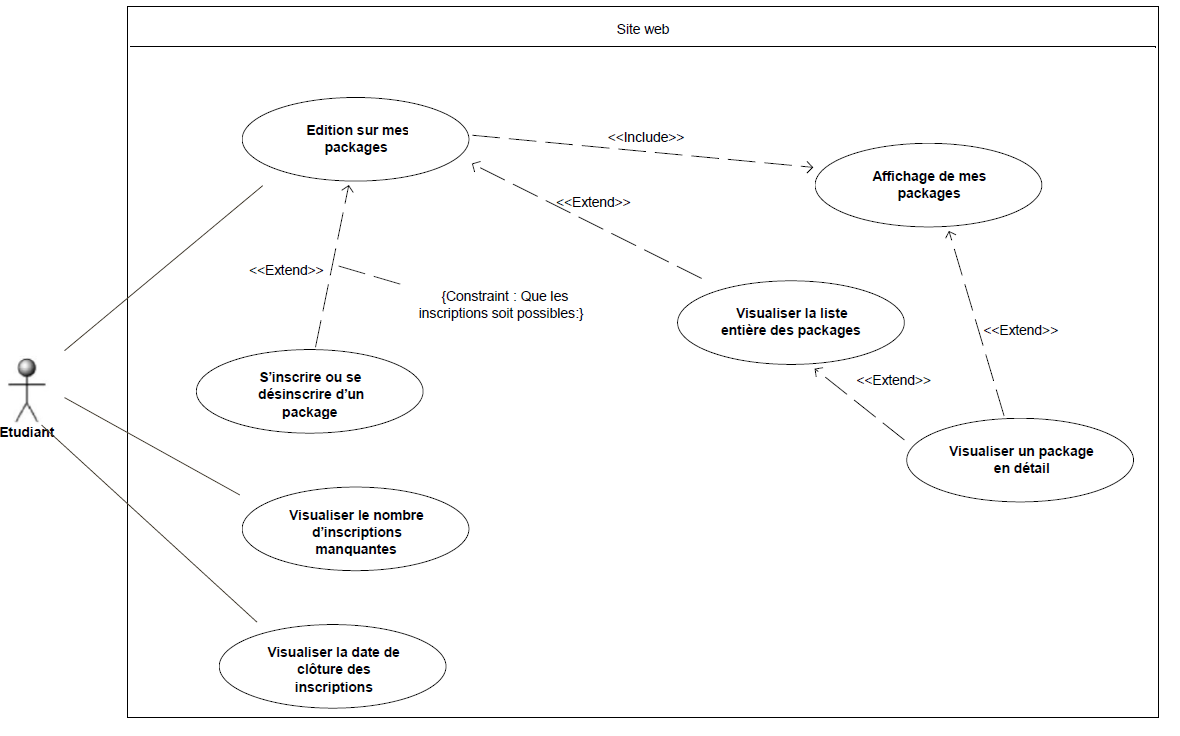 Site web
Edition sur mes
packages
<<Include>>
Affichage de mes
packages
<<Extend>>
<<Extend>>
{Constraint : Que les
inscriptions soit possibles:}
Visualiser la liste
entière des packages
<<Extend>>
<<Extend>>
S'inscrire ou se
désinscrire d'un
package
Etudiant
Visualiser un package
en détail
Visualiser le nombre
d'inscriptions
manquantes
Visualiser la date de
clôture des
inscriptions